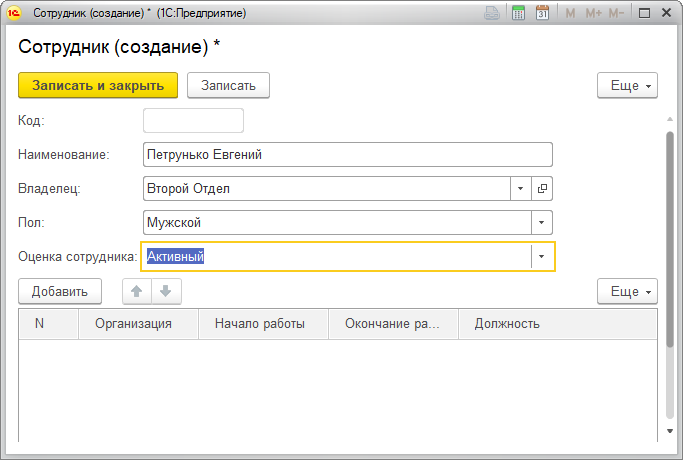 Сотрудник (создание) * (1С:Предприятие)
M M+ M-
Сотрудник (создание) *
Записать и закрыть Записать Еще
Код:
Наименование: Петрунько Евгений
Владелец: Второй Отдел
Пол: Мужской
Оценка сотрудника: Активный
Добавить Еще
N Организация Начало работы Окончание ра... Должность